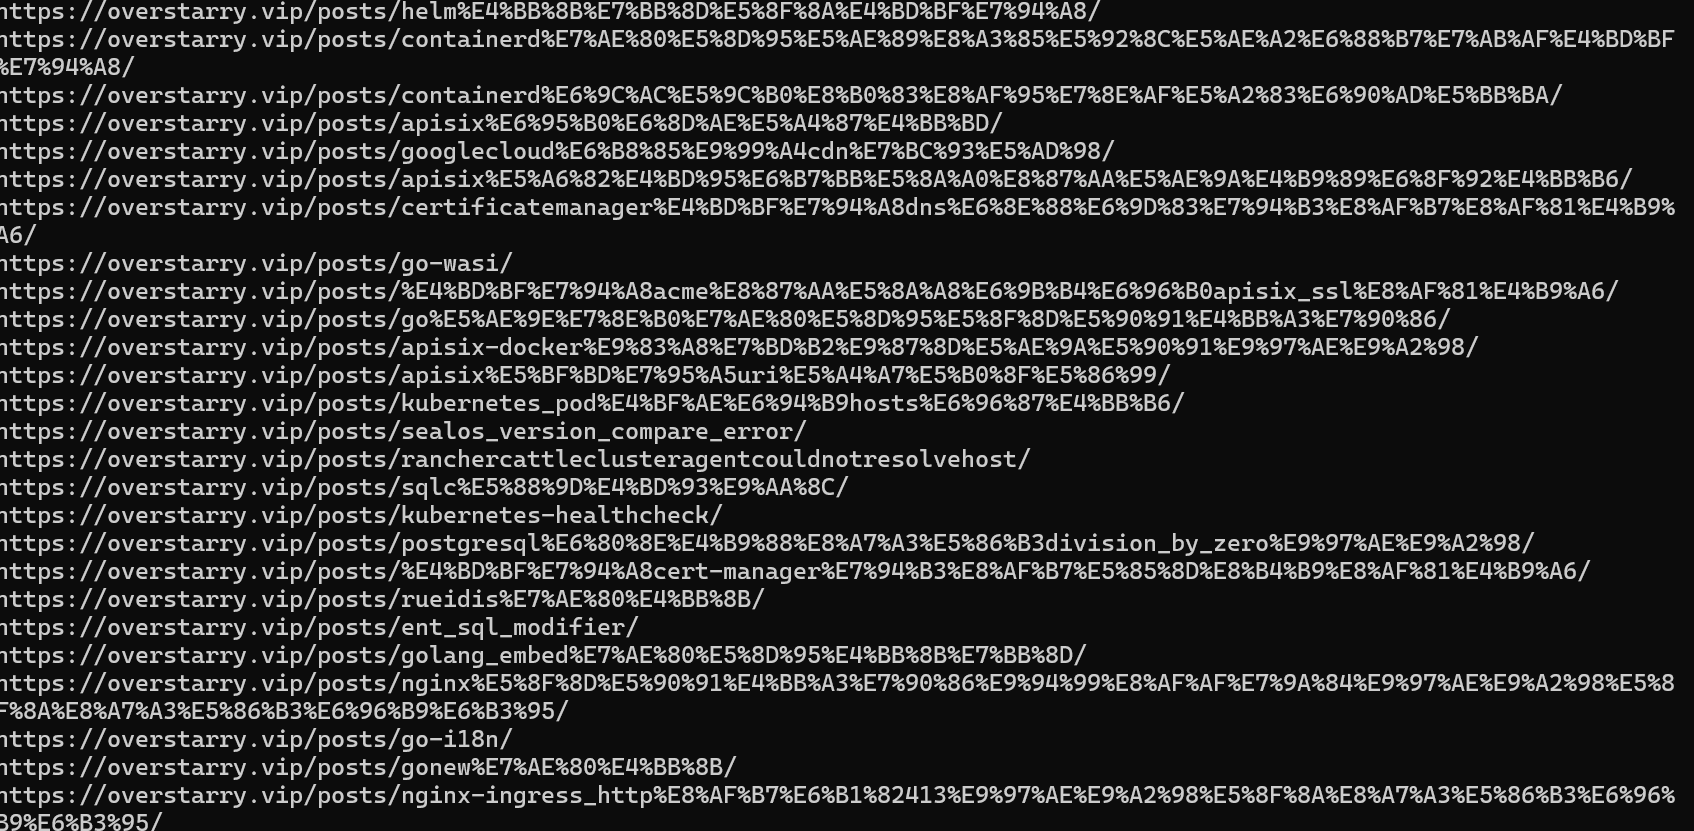 https://overstarry.vip/posts/helm%E4%BB%8B%E7%BB%8D%E5%8F%8A%E4%BD%BF%E7%94%A8/
https://overstarry.vip/posts/containerd%E7%AE%80%E5%8D%95%E5%AE%89%E8%A3%85%E5%92%8C%E5%AE%A2%E6%88%B7%E7%AB%AF%E4%BD%BF
%E7%94%A8/
https://overstarry.vip/posts/containerd%E6%9C%AC%E5%9C%B0%E8%B0%83%E8%AF%95%E7%8E%AF%E5%A2%83%E6%90%AD%E5%BB%BA/
https://overstarry.vip/posts/apisix%E6%95%B0%E6%8D%AE%E5%A4%87%E4%BB%BD/
https://overstarry.vip/posts/googlecloud%E6%B8%85%E9%99%A4cdn%E7%BC%93%E5%AD%98/
https://overstarry.vip/posts/apisix%E5%A6%82%E4%BD%95%E6%B7%BB%E5%8A%A0%E8%87%AA%E5%AE%9A%E4%B9%89%E6%8F%92%E4%BB%B6/
https://overstarry.vip/posts/certificatemanager%E4%BD%BF%E7%94%A8dns%E6%8E%88%E6%9D%83%E7%94%B3%E8%AF%B7%E8%AF%81%E4%B9%
A6/
https://overstarry.vip/posts/go-wasi/
https://overstarry.vip/posts/%E4%BD%BF%E7%94%A8acme%E8%87%AA%E5%8A%A8%E6%9B%B4%E6%96%B0apisix_ssl%E8%AF%81%E4%B9%A6/
https://overstarry.vip/posts/go%E5%AE%9E%E7%8E%B0%E7%AE%80%E5%8D%95%E5%8F%8D%E5%90%91%E4%BB%A3%E7%90%86/
https://overstarry.vip/posts/apisix-docker%E9%83%A8%E7%BD%B2%E9%87%8D%E5%AE%9A%E5%90%91%E9%97%AE%E9%A2%98/
https://overstarry.vip/posts/apisix%E5%BF%BD%E7%95%A5uri%E5%A4%A7%E5%B0%8F%E5%86%99/
https://overstarry.vip/posts/kubernetes_pod%E4%BF%AE%E6%94%B9hosts%E6%96%87%E4%BB%B6/
https://overstarry.vip/posts/sealos_version_compare_error/
https://overstarry.vip/posts/ranchercattleclusteragentcouldnotresolvehost/
https://overstarry.vip/posts/sqlc%E5%88%9D%E4%BD%93%E9%AA%8C/
https://overstarry.vip/posts/kubernetes-healthcheck/
https://overstarry.vip/posts/postgresql%E6%80%8E%E4%B9%88%E8%A7%A3%E5%86%B3division_by_zero%E9%97%AE%E9%A2%98/
https://overstarry.vip/posts/%E4%BD%BF%E7%94%A8cert-manager%E7%94%B3%E8%AF%B7%E5%85%8D%E8%B4%B9%E8%AF%81%E4%B9%A6/
https://overstarry.vip/posts/rueidis%E7%AE%80%E4%BB%8B/
https://overstarry.vip/posts/ent_sql_modifier/
https://overstarry.vip/posts/golang_embed%E7%AE%80%E5%8D%95%E4%BB%8B%E7%BB%8D/
https://overstarry.vip/posts/nginx%E5%8F%8D%E5%90%91%E4%BB%A3%E7%90%86%E9%94%99%E8%AF%AF%E7%9A%84%E9%97%AE%E9%A2%98%E5%8
F%8A%E8%A7%A3%E5%86%B3%E6%96%B9%E6%B3%95/
https://overstarry.vip/posts/go-i18n/
https://overstarry.vip/posts/gonew%E7%AE%80%E4%BB%8B/
https://overstarry.vip/posts/nginx-ingress_http%E8%AF%B7%E6%B1%82413%E9%97%AE%E9%A2%98%E5%8F%8A%E8%A7%A3%E5%86%B3%E6%96%
B9%E6%B3%95/